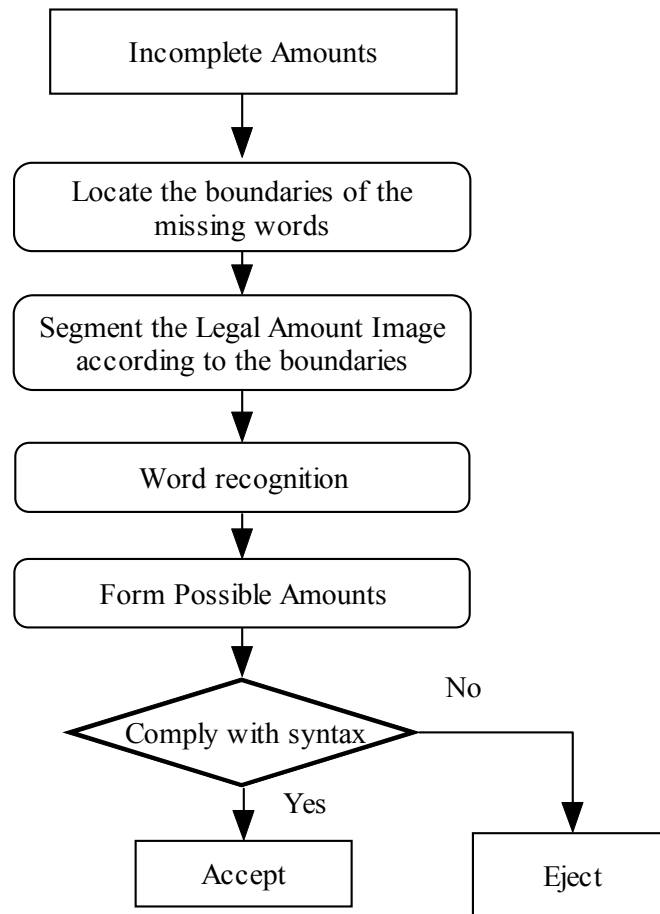 Incomplete Amounts
Locate the boundaries of the
missing words
Segment the Legal Amount Image
according to the boundaries
Word recognition
Form Possible Amounts
No
Comply with syntax
Yes
Accept
Eject